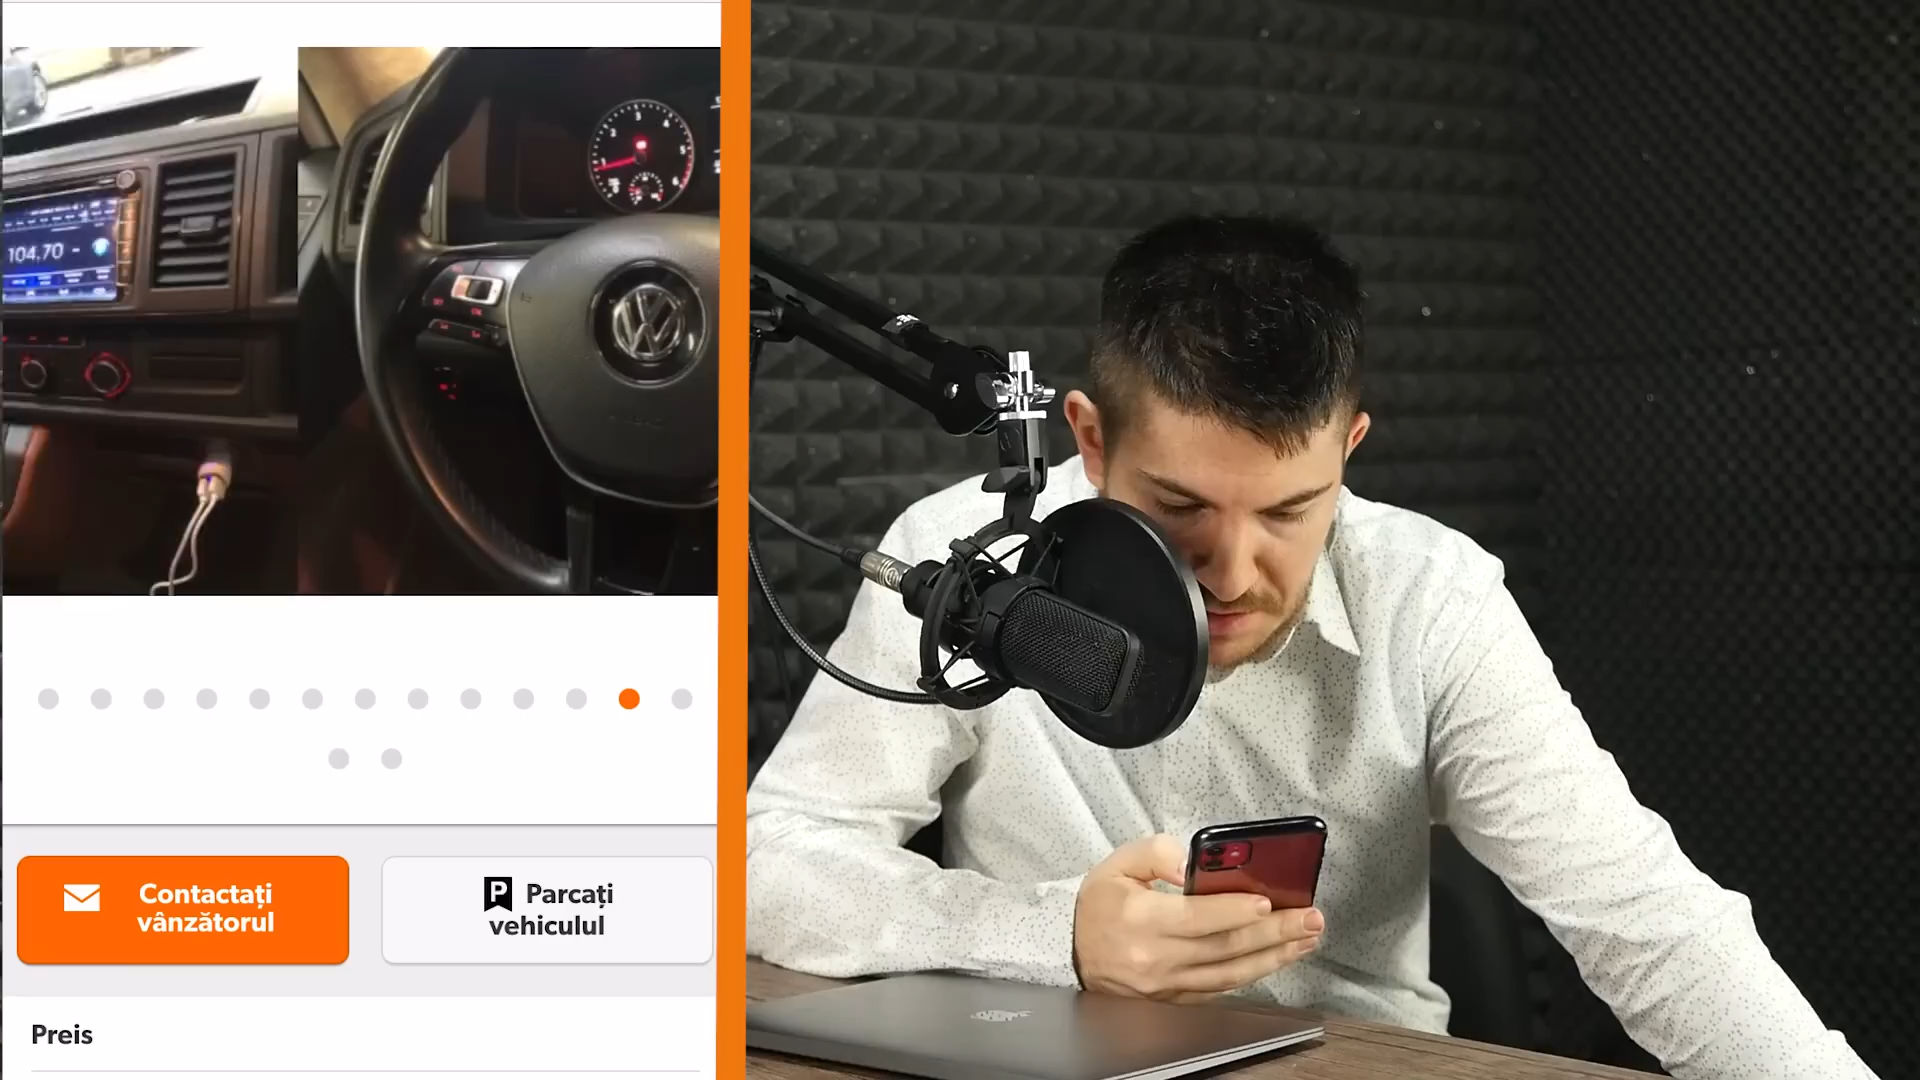 104.70
Contactați
vânzătorul
P Parcați
vehiculul
Preis